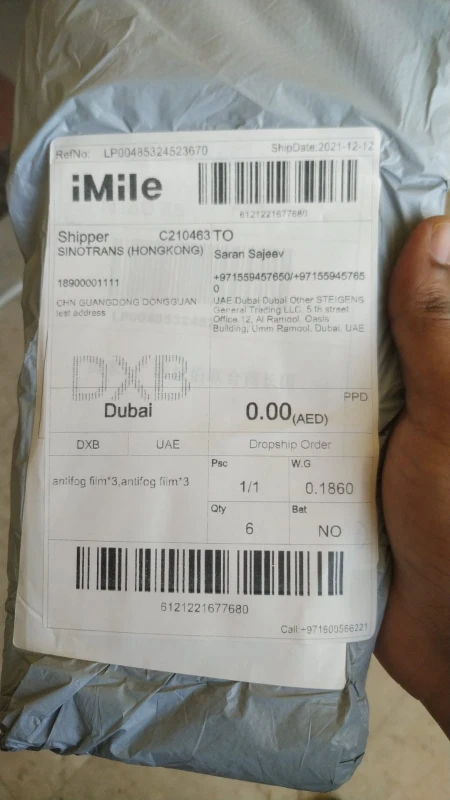 RefNo: LP00485324523670 ShipDate:2021-12-12
iMile
6121221677680
Shipper C210463 TO
SINOTRANS (HONGKONG) Saran Sajeev
18900001111 +971559457650/+97155945765
0
CHN GUANGDONG DONGGUAN UAE Dubai Dubai Other STEIGENS
test address General Trading LLC, 5 th street
Office 12, Al Ramool, Oasis
Building, Umm Ramool, Dubai, UAE
DXB
PPD
Dubai 0.00(AED)
DXB UAE Dropship Order
Psc W.G
antifog film*3,antifog film*3 1/1 0.1860
Qty Bat
6 NO
6121221677680
Call:+971600566221